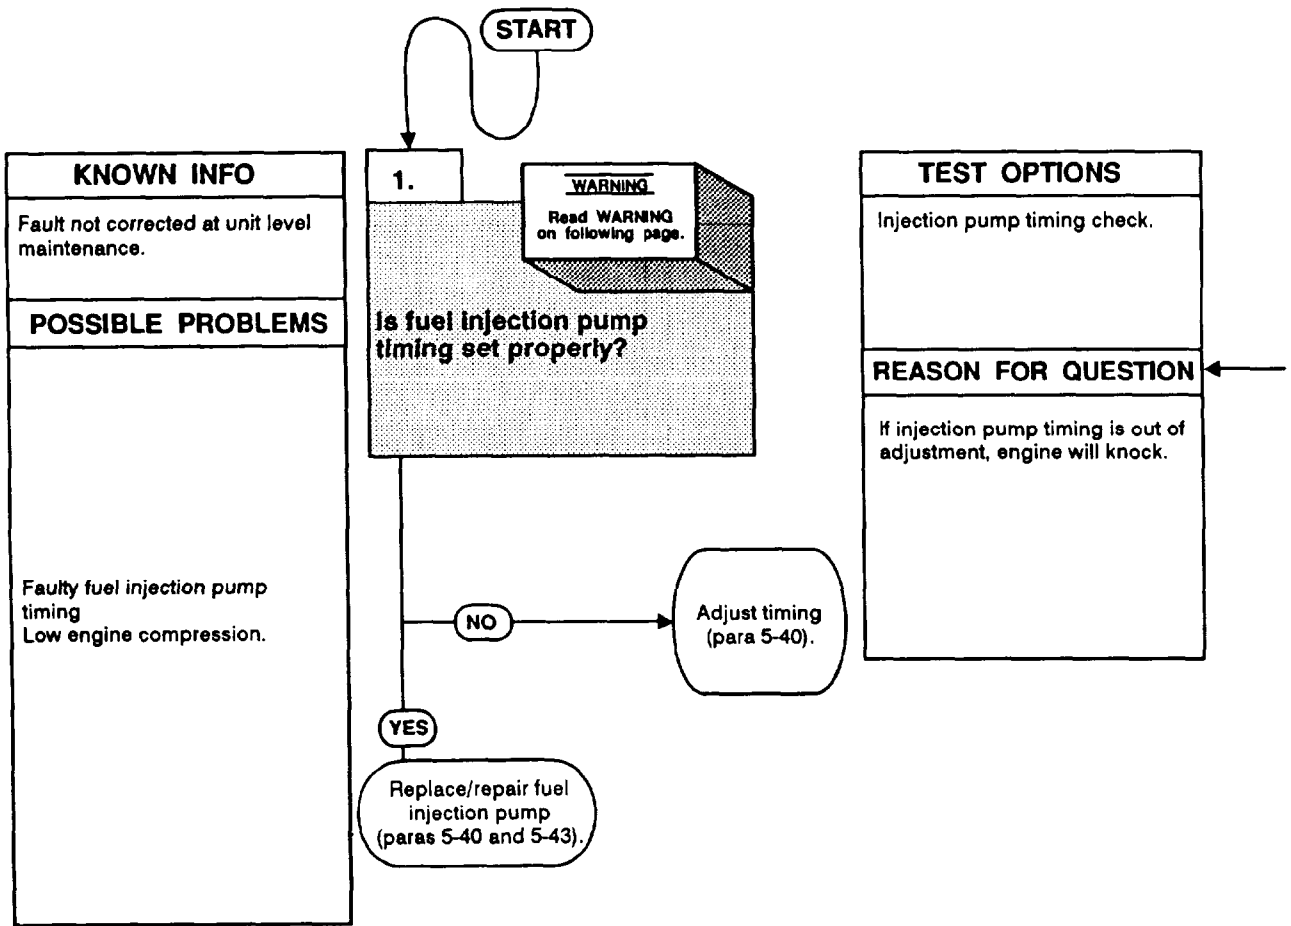 START
KNOWN INFO
Fault not corrected at unit level
maintenance.
POSSIBLE PROBLEMS
Faulty fuel injection pump
timing
Low engine compression.
1.
WARNING
Read WARNING
on following page.
Is fuel injection pump
timing set properly?
NO
Adjust timing
(para 5-40).
YES
Replace/repair fuel
injection pump
(paras 5-40 and 5-43).
TEST OPTIONS
Injection pump timing check.
REASON FOR QUESTION
If injection pump timing is out of
adjustment, engine will knock.